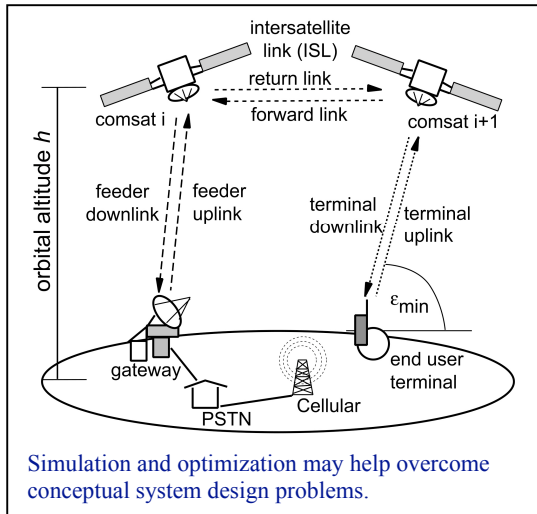 intersatellite
link (ISL)
return link
forward link
comsat i
comsat i+1
orbital altitude h
feeder
downlink
feeder
uplink
terminal
downlink
terminal
uplink
εmin
gateway
PSTN
Cellular
end user
terminal
Simulation and optimization may help overcome
conceptual system design problems.